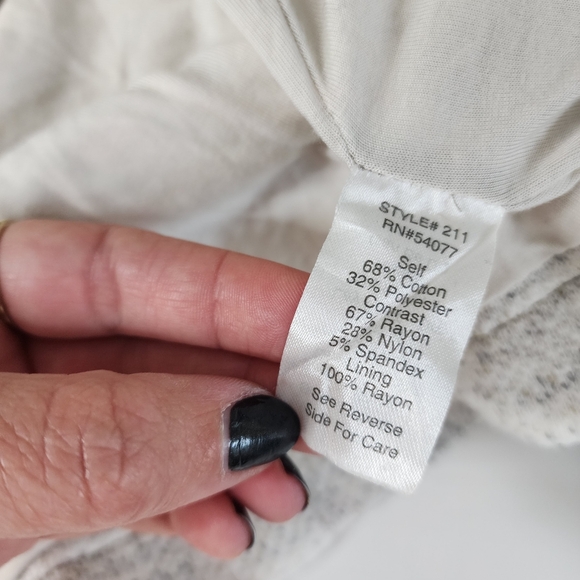 STYLE# 211
RN#54077
Self
68% Cotton
32% Polyester
Contrast
67% Rayon
28% Nylon
5% Spandex
Lining
100% Rayon
See Reverse
Side For Care